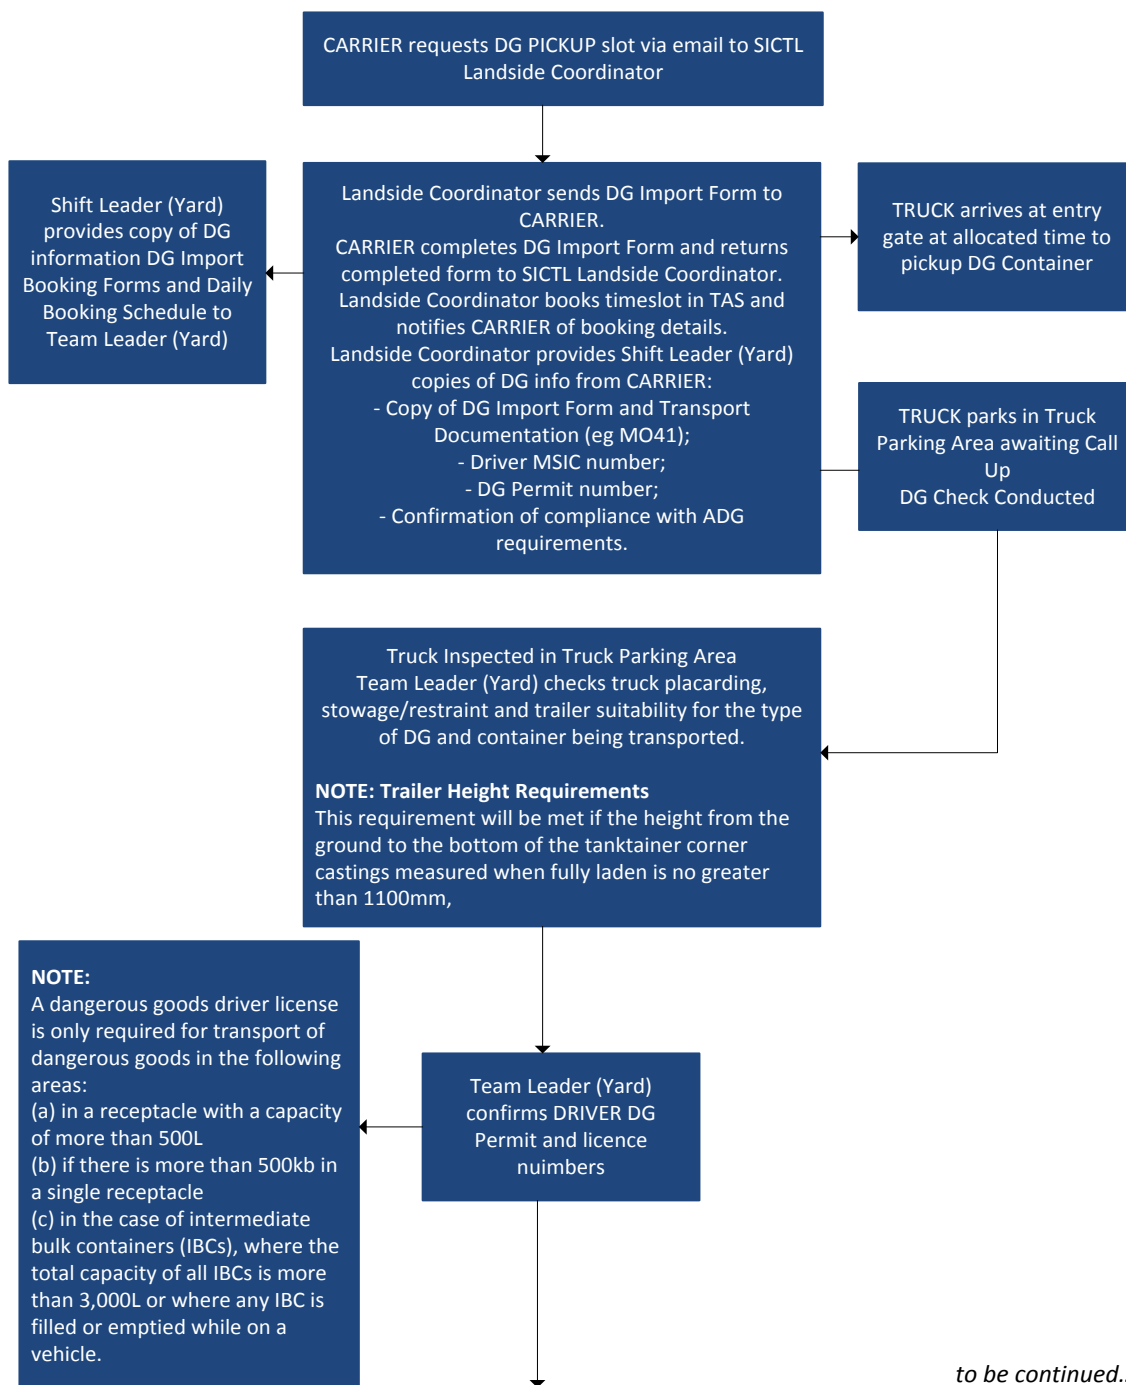 CARRIER requests DG PICKUP slot via email to SICTL
Landside Coordinator
Shift Leader (Yard)
provides copy of DG
information DG Import
Booking Forms and Daily
Booking Schedule to
Team Leader (Yard)
Landside Coordinator sends DG Import Form to
CARRIER.
CARRIER completes DG Import Form and returns
completed form to SICTL Landside Coordinator.
Landside Coordinator books timeslot in TAS and
notifies CARRIER of booking details.
Landside Coordinator provides Shift Leader (Yard)
copies of DG info from CARRIER:
- Copy of DG Import Form and Transport
Documentation (eg MO41);
- Driver MSIC number;
- DG Permit number;
- Confirmation of compliance with ADG
requirements.
TRUCK arrives at entry
gate at allocated time to
pickup DG Container
TRUCK parks in Truck
Parking Area awaiting Call
Up
DG Check Conducted
Truck Inspected in Truck Parking Area
Team Leader (Yard) checks truck placarding,
stowage/restraint and trailer suitability for the type
of DG and container being transported.
NOTE: Trailer Height Requirements
This requirement will be met if the height from the
ground to the bottom of the tanktainer corner
castings measured when fully laden is no greater
than 1100mm,
NOTE:
A dangerous goods driver license
is only required for transport of
dangerous goods in the following
areas:
(a) in a receptacle with a capacity
of more than 500L
(b) if there is more than 500kb in
a single receptacle
(c) in the case of intermediate
bulk containers (IBCs), where the
total capacity of all IBCs is more
than 3,000L or where any IBC is
filled or emptied while on a
vehicle.
Team Leader (Yard)
confirms DRIVER DG
Permit and licence
nuimbers
to be continued..